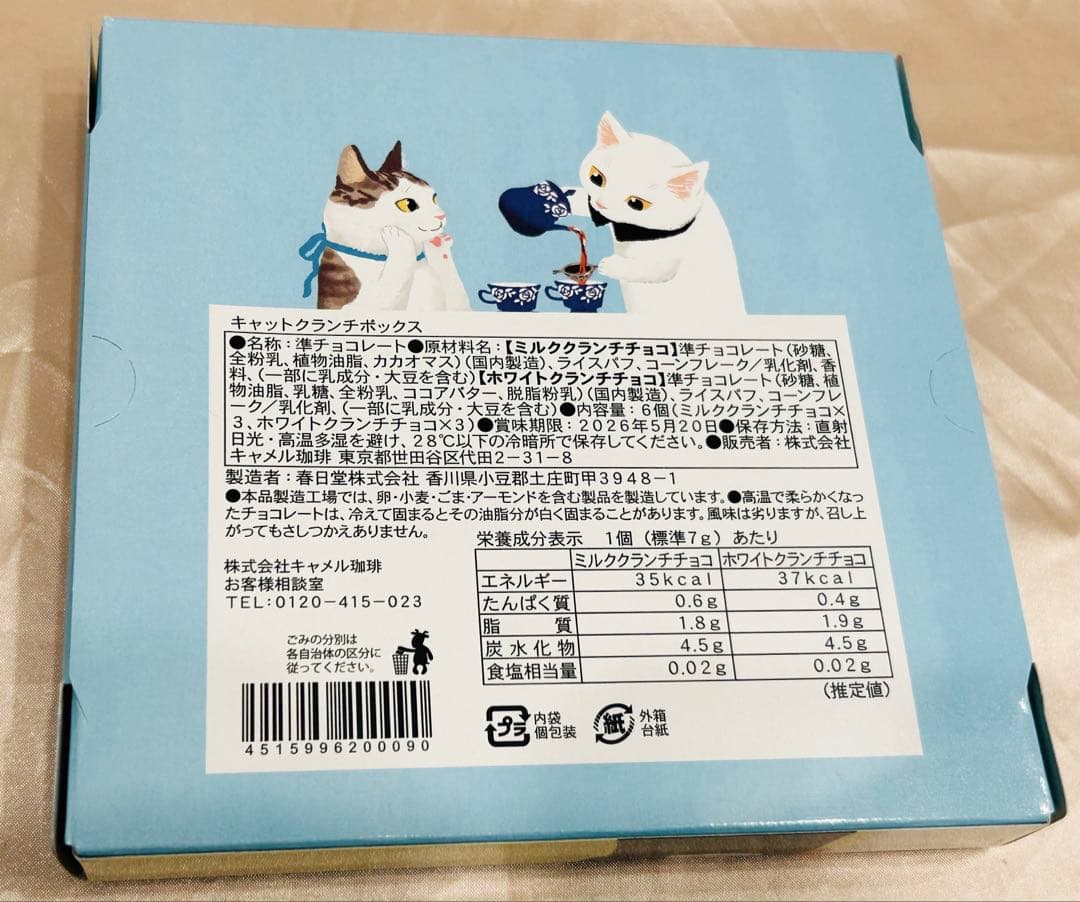 キャットクランチボックス
●名称：準チョコレート●原材料名：【ミルククランチチョコ】準チョコレート（砂糖、
全粉乳、植物油脂、カカオマス）（国内製造）、ライスパフ、コーンフレーク／乳化剤、香
料、（一部に乳成分・大豆を含む）【ホワイトクランチチョコ】準チョコレート（砂糖、植
物油脂、乳糖、全粉乳、ココアバター、脱脂粉乳）（国内製造）、ライスパフ、コーンフレ
ーク／乳化剤、（一部に乳成分・大豆を含む）●内容量：6個（ミルククランチチョコ×
3、ホワイトクランチチョコ×3）●賞味期限：2026年5月20日●保存方法：直射
日光・高温多湿を避け、28℃以下の冷暗所で保存してください。●販売者：株式会社
キャメル珈琲 東京都世田谷区代田2－31－8
製造者：春日堂株式会社 香川県小豆郡土庄町甲3948－1
●本品製造工場では、卵・小麦・ごま・アーモンドを含む製品を製造しています。●高温で柔らかくなっ
たチョコレートは、冷えて固まるとその油脂分が白く固まることがあります。風味は劣りますが、召し上
がってもさしつかえありません。
株式会社キャメル珈琲
お客様相談室
TEL：0120－415－023
ごみの分別は
各自治体の区分に
従ってください。
4515996200090
栄養成分表示 1個（標準7g）あたり
ミルククランチチョコ ホワイトクランチチョコ
エネルギー 35kcal 37kcal
たんぱく質 0.6g 0.4g
脂質 1.8g 1.9g
炭水化物 4.5g 4.5g
食塩相当量 0.02g 0.02g
（推定値）
プラ 内袋
個包装
紙 外箱
台紙